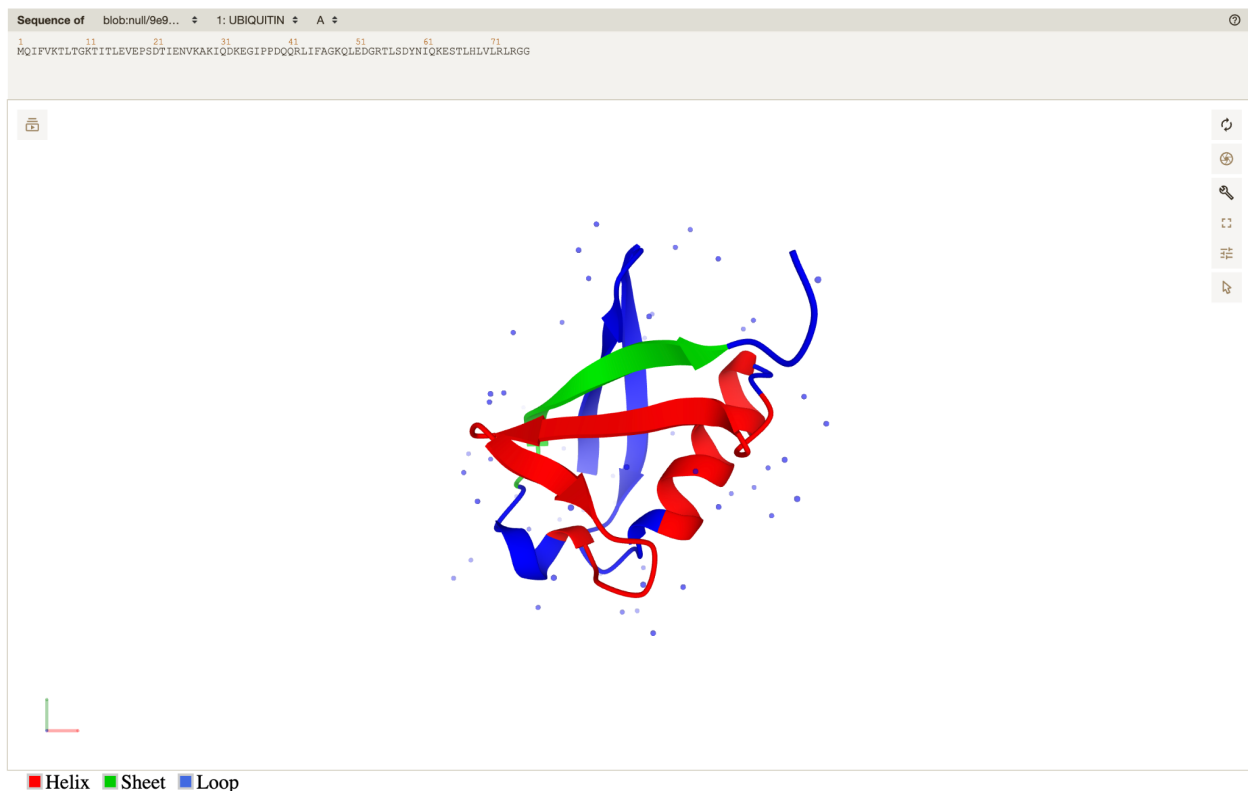 Sequence of blob:null/9e9... 1: UBIQUITIN A
1 11 21 31 41 51 61 71
MQIFVKTLTGKTITLEVEPSDTIENVKAKIQDKEGIPPDQQRLIFAGKQLEDGRTLSDYNIQKESTLHLVLRLRGG
Helix Sheet Loop